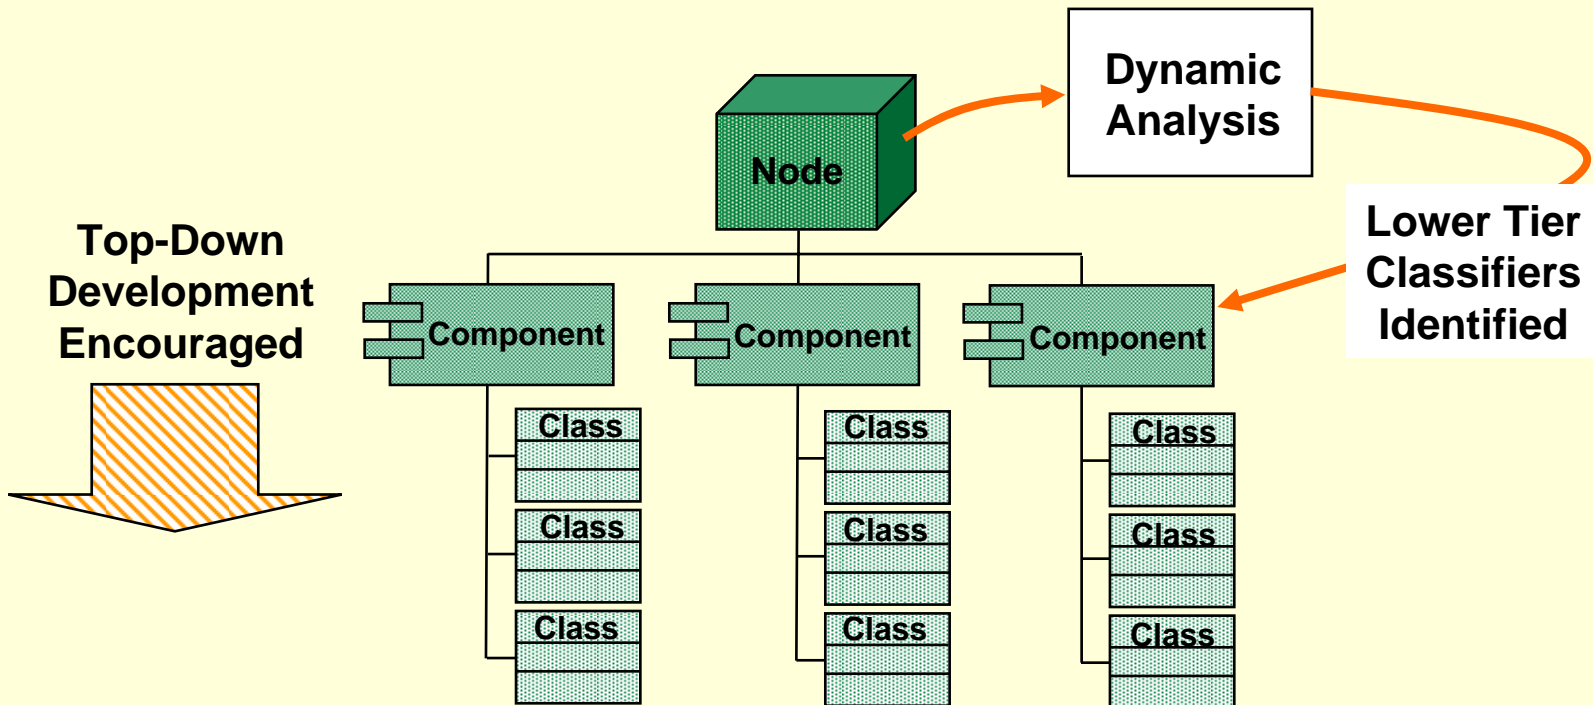 Dynamic
Analysis
Node
Top-Down
Development
Encouraged
Lower Tier
Classifiers
Identified
Component
Component
Component
Class
Class
Class
Class
Class
Class
Class
Class
Class